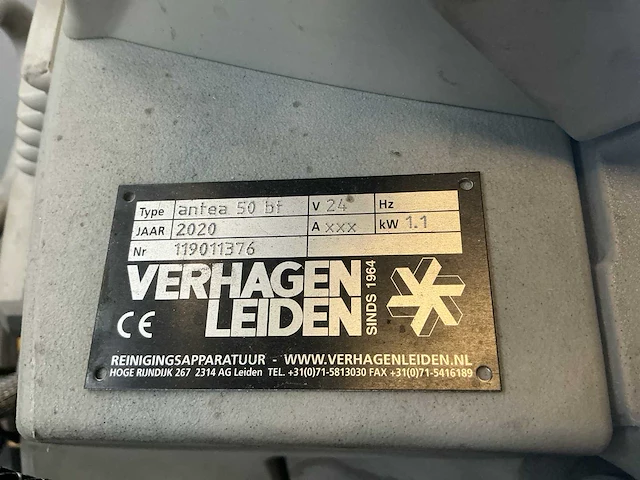 Type antea 50 bt V 24 Hz
JAAR 2020 A xxx kW 1.1
Nr 119011376
VERHAGEN
LEIDEN
SINDS 1964
CE
REINIGINGSAPPARATUUR - WWW.VERHAGENLEIDEN.NL
HOGE RIJNDIJK 267 2314 AG Leiden TEL. +31(0)71-5813030 FAX +31(0)71-5416189